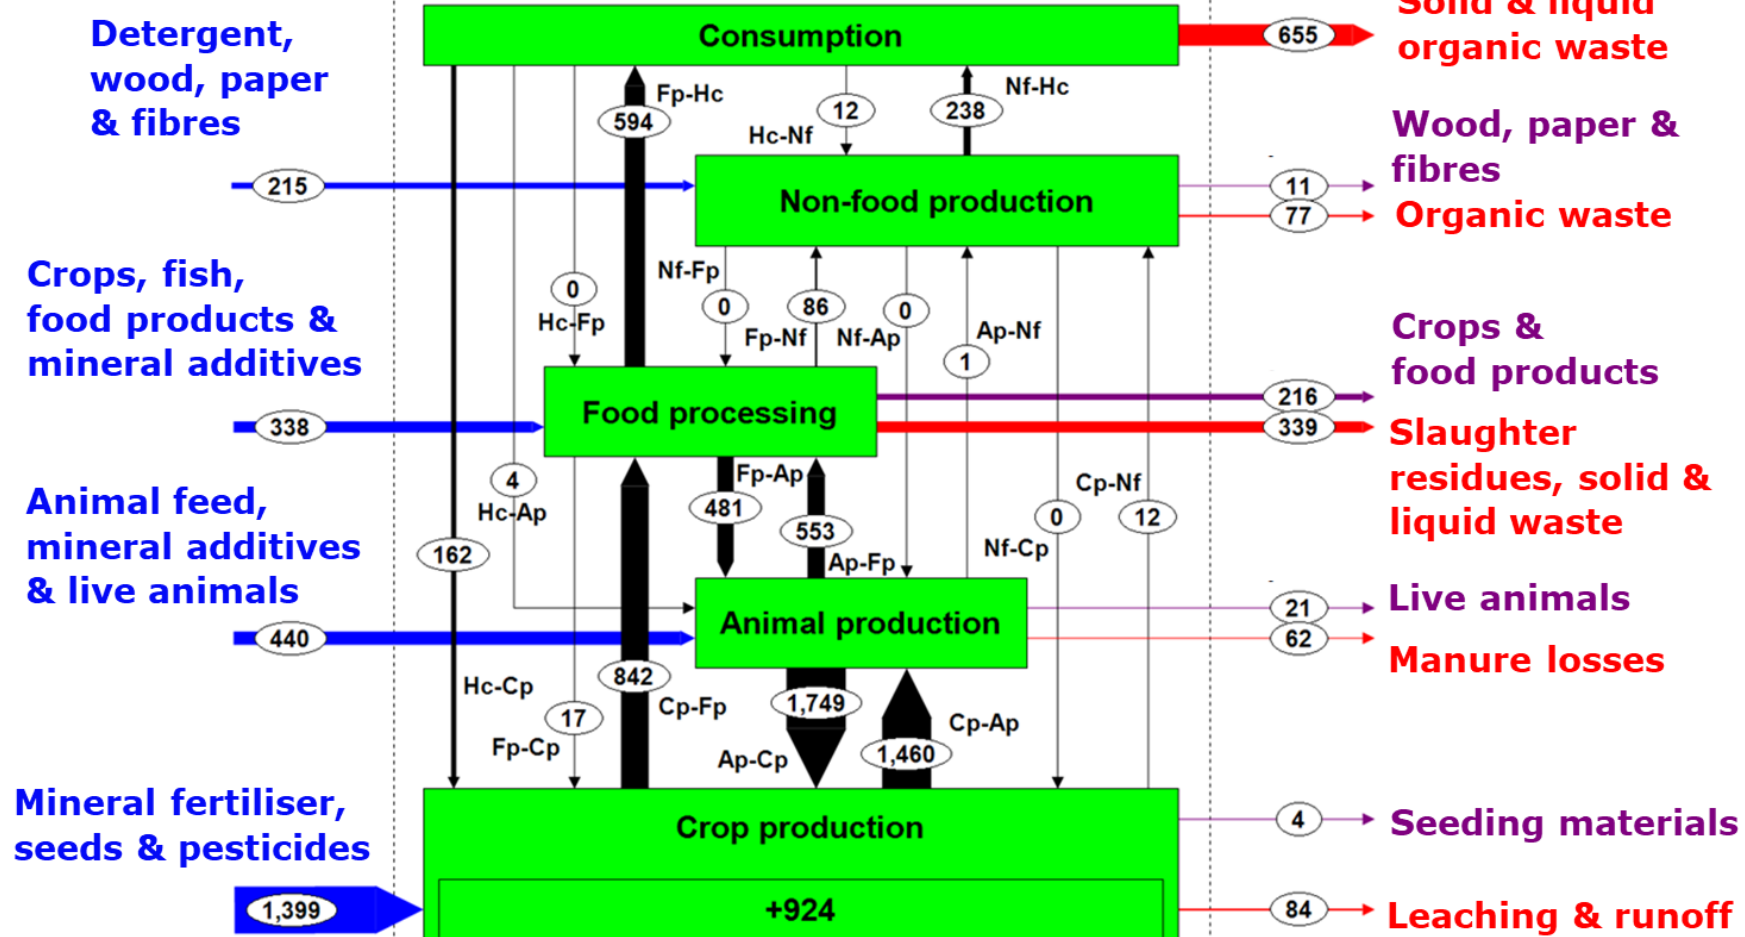 Detergent,
wood, paper
& fibres
215
Crops, fish,
food products &
mineral additives
338
Animal feed,
mineral additives
& live animals
440
Mineral fertiliser,
seeds & pesticides
1,399
Consumption
Fp-Hc
594
12
Hc-Nf
Nf-Hc
238
Non-food production
0
Hc-Fp
Nf-Fp
0
86
Fp-Nf
0
Nf-Ap
Ap-Nf
1
Food processing
4
Hc-Ap
162
Hc-Cp
Fp-Ap
481
553
Ap-Fp
0
Nf-Cp
Cp-Nf
12
Animal production
17
Fp-Cp
842
Cp-Fp
1,749
Ap-Cp
1,460
Cp-Ap
Crop production
+924
655
Solid & liquid
organic waste
-
11
Wood, paper &
fibres
77
Organic waste
216
Crops &
food products
339
Slaughter
residues, solid &
liquid waste
-
21
Live animals
62
Manure losses
4
Seeding materials
84
Leaching & runoff